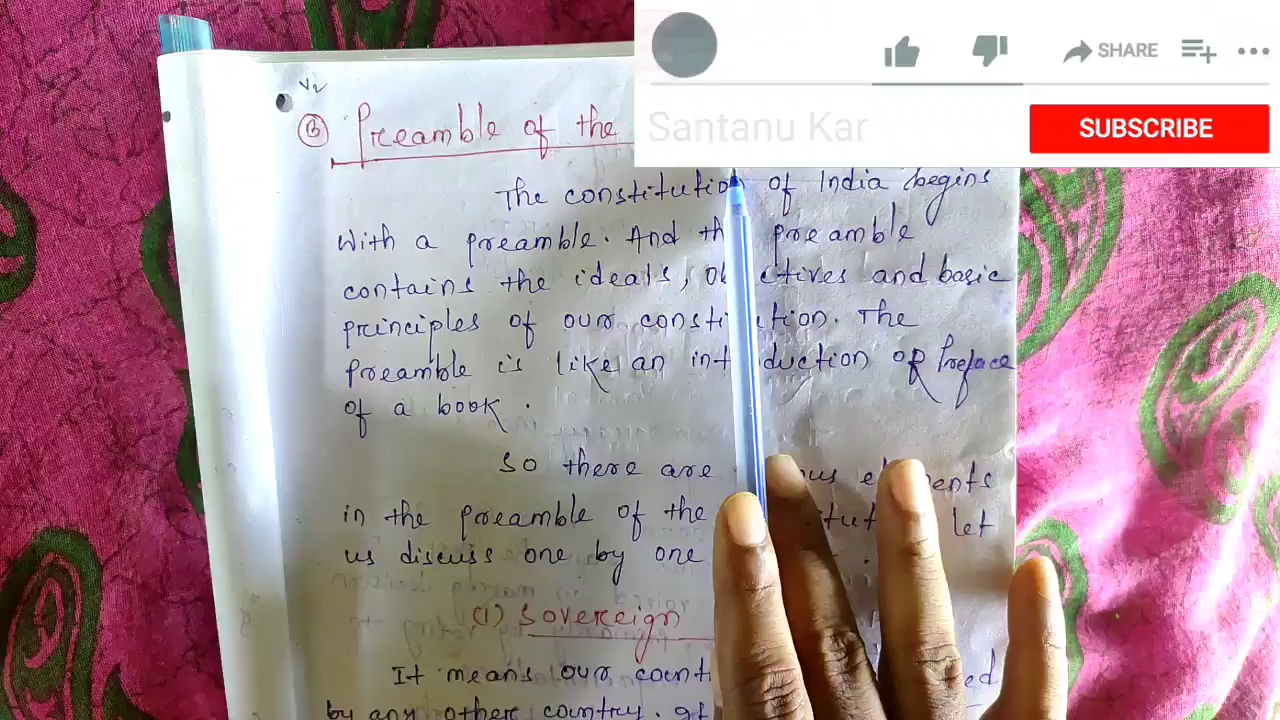 SHARE
Santanu Kar
SUBSCRIBE
V2
(B) Preamble of the
The constitution of India begins
with a preamble. And the preamble
contains the ideals, objectives and basic
principles of our constitution. The
preamble is like an introduction or Preface
of a book.
So there are
in the preamble of the let
us discuss one by one
(1) Sovereign
It means our
by any other country.